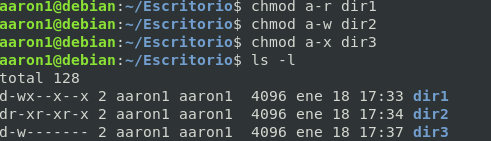 aaron1@debian:~/Escritorio$ chmod a-r dir1
aaron1@debian:~/Escritorio$ chmod a-w dir2
aaron1@debian:~/Escritorio$ chmod a-x dir3
aaron1@debian:~/Escritorio$ ls -l
total 128
d-wx--x--x 2 aaron1 aaron1  4096 ene 18 17:33 dir1
dr-xr-xr-x 2 aaron1 aaron1  4096 ene 18 17:34 dir2
d-w------- 2 aaron1 aaron1  4096 ene 18 17:37 dir3